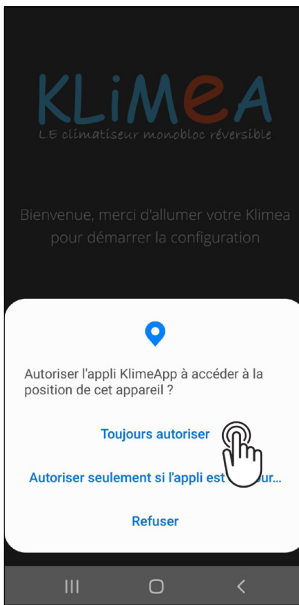 KLiMeA
LE climatiseur monobloc réversible
Bienvenue, merci d'allumer votre Klimea
pour démarrer la configuration
Autoriser l'appli KlimeApp à accéder à la
position de cet appareil ?
Toujours autoriser
Autoriser seulement si l'appli est
Refuser